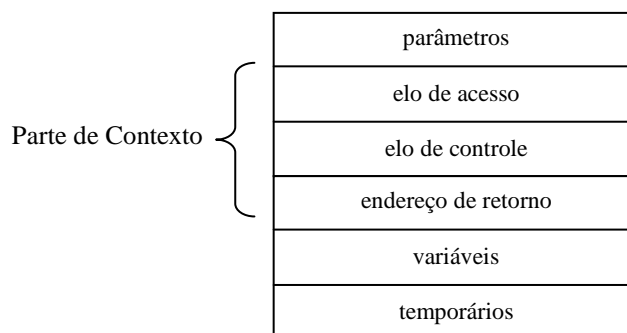 parâmetros
elo de acesso
Parte de Contexto
elo de controle
endereço de retorno
variáveis
temporários